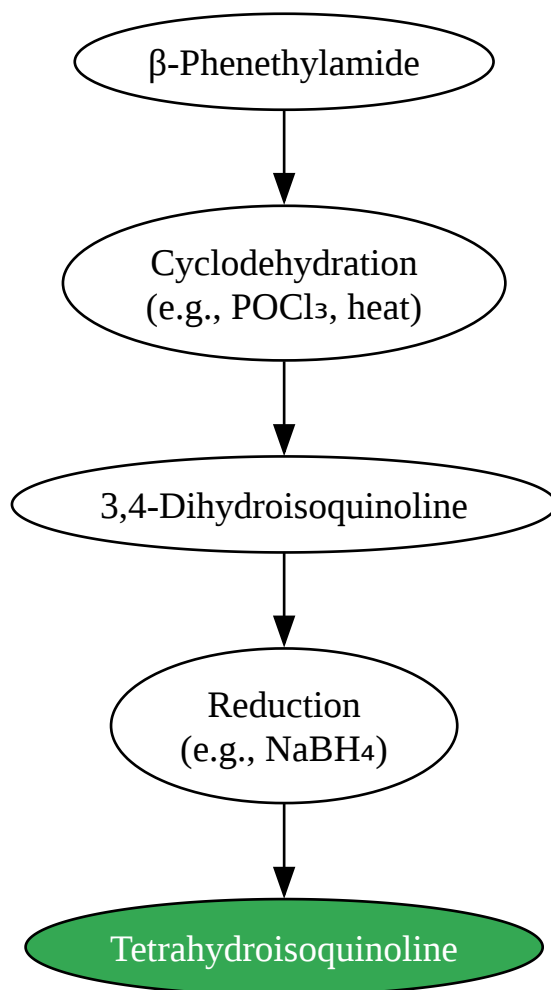 β-Phenethylamide
Cyclodehydration
(e.g., POCl₃, heat)
3,4-Dihydroisoquinoline
Reduction
(e.g., NaBH₄)
Tetrahydroisoquinoline